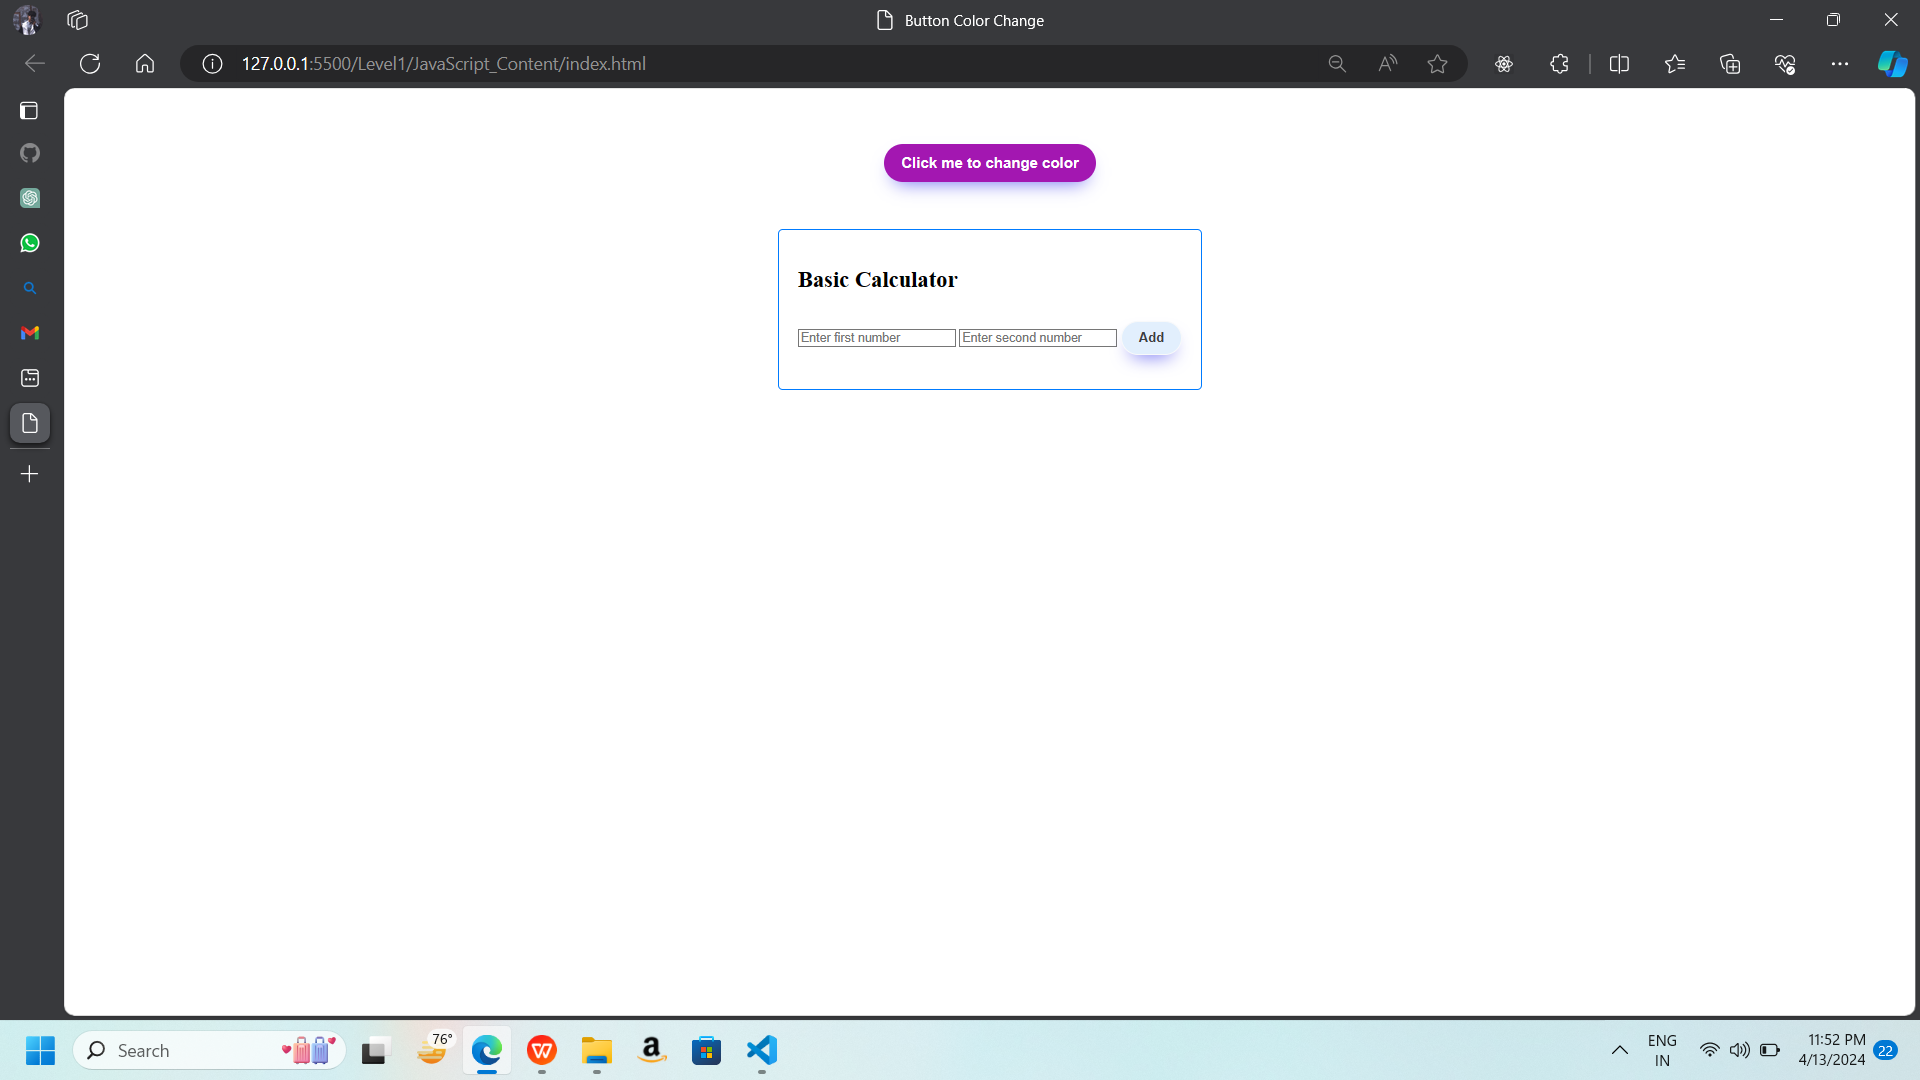 Button Color Change
127.0.0.1:5500/Level1/JavaScript_Content/index.html
Click me to change color
Basic Calculator
Enter first number Enter second number Add
Search
76°
ENG
IN
11:52 PM
4/13/2024
22